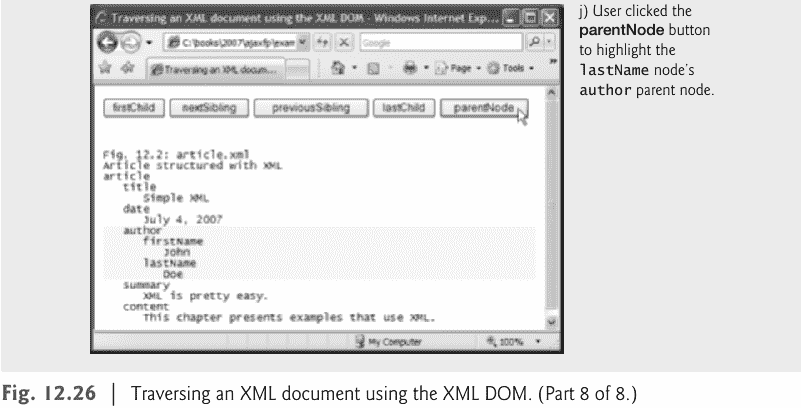 Traversing an XML document using the XML DOM - Windows Internet Exp...
C:\books\2007\ajaxfp\exam
Google
Traversing an XML docum...
Page
Tools
firstChild
nextSibling
previousSibling
lastChild
parentNode
Fig. 12.2: article.xml
Article structured with XML
article
title
Simple XML
date
July 4, 2007
author
firstName
John
lastName
Doe
summary
XML is pretty easy.
content
This chapter presents examples that use XML.
My Computer
100%
j) User clicked the
parentNode button
to highlight the
lastName node’s
author parent node.
Fig. 12.26 | Traversing an XML document using the XML DOM. (Part 8 of 8.)